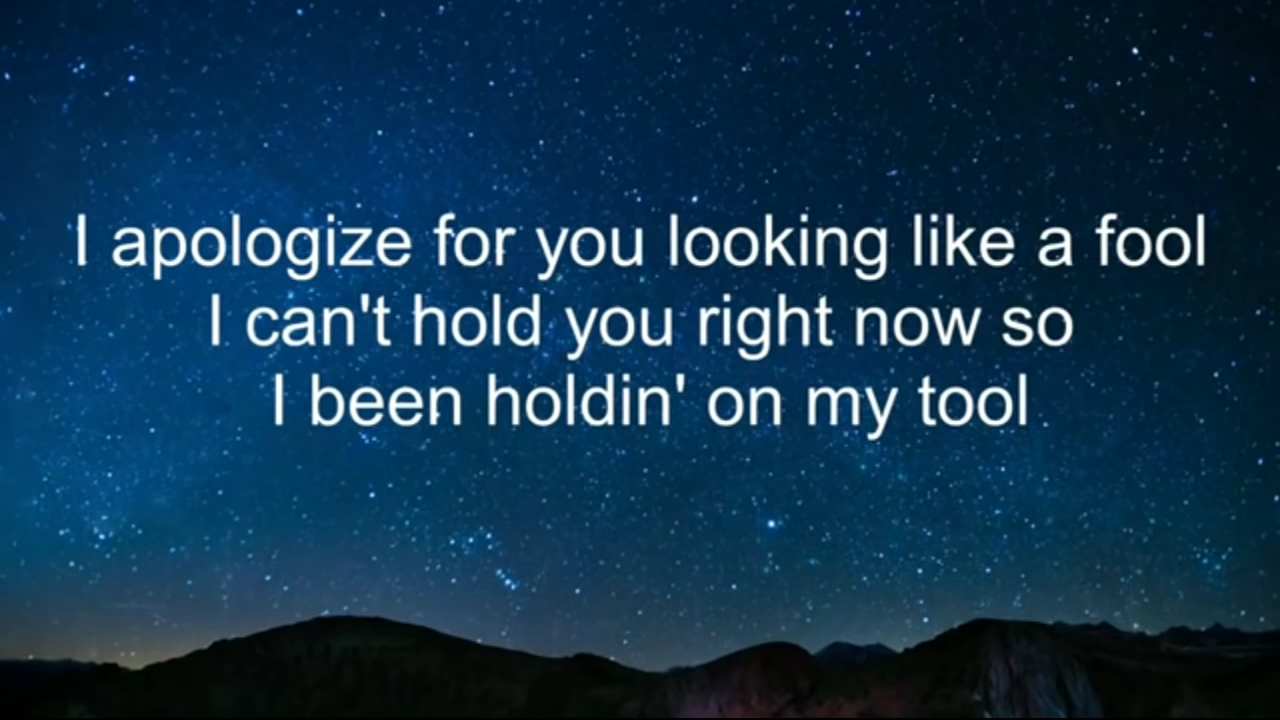 I apologize for you looking like a fool
I can't hold you right now so
I been holdin' on my tool